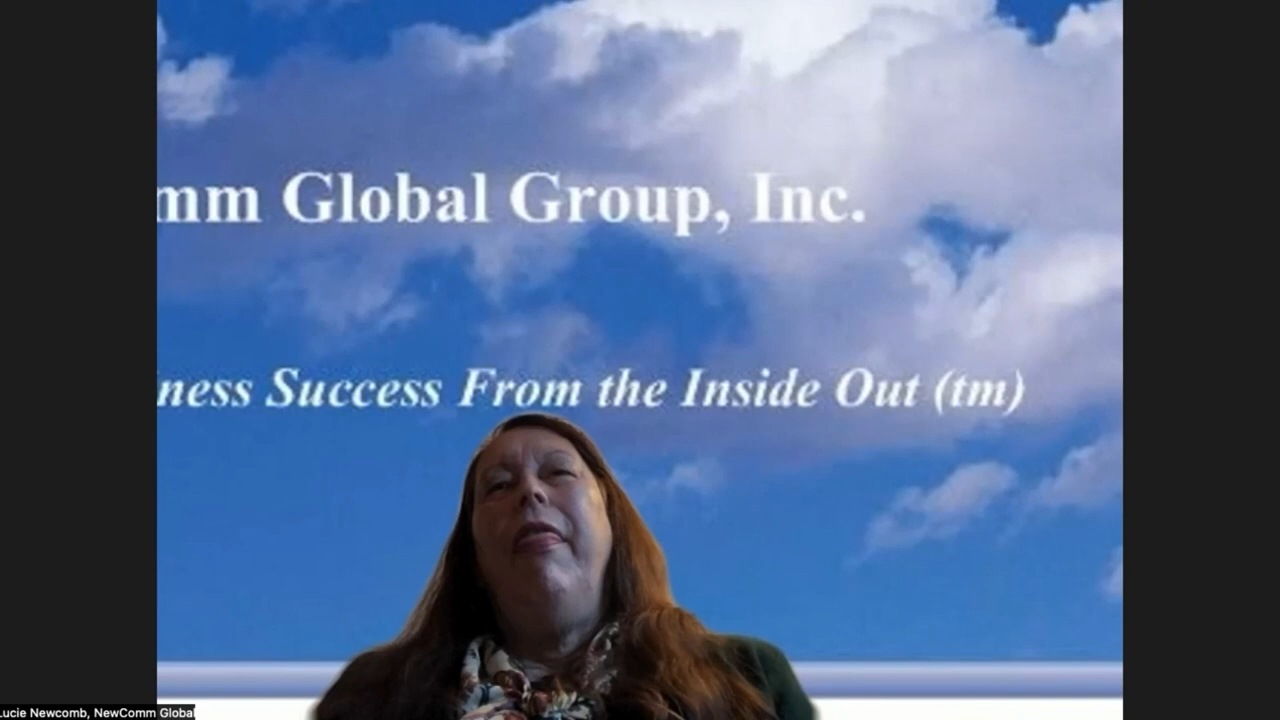 mm Global Group, Inc.
ness Success From the Inside Out (tm)
Lucie Newcomb, NewComm Global